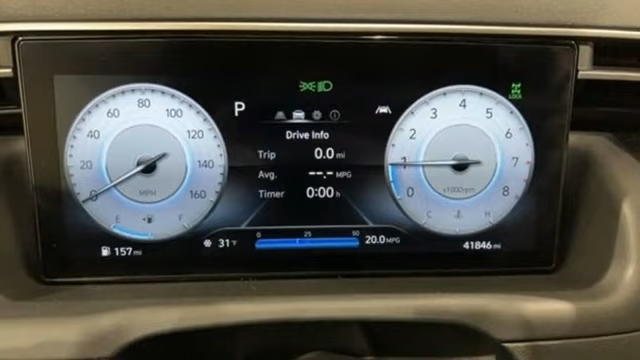 80
60 100
40 120
20 140
0 160
MPH
E F
157 mi
P
Drive Info
Trip 0.0 mi
Avg. --.- MPG
Timer 0:00 h
0 25 50
31°F 20.0 MPG
LOCK
3 4 5
2 6
1 7
0 8
x1000rpm
C H
41846 mi